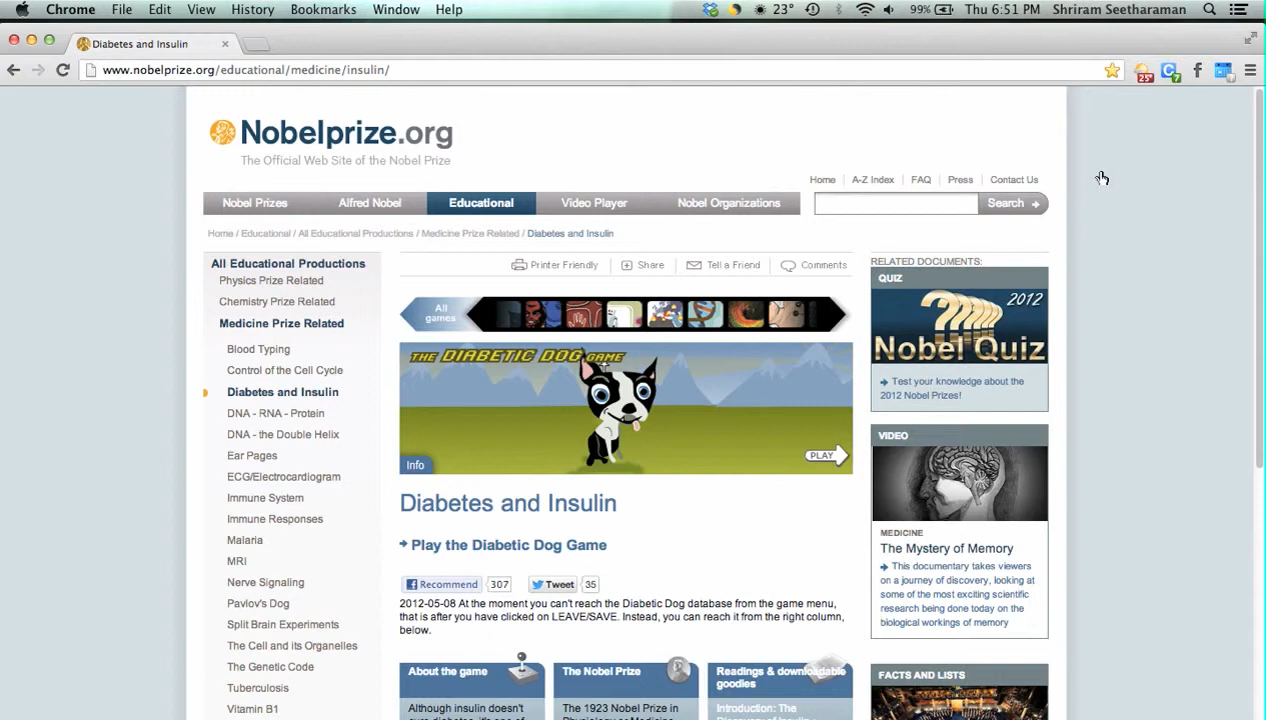 Chrome File Edit View History Bookmarks Window Help 23° 99% Thu 6:51 PM Shriram Seetharaman
Diabetes and Insulin
www.nobelprize.org/educational/medicine/insulin/
Nobelprize.org
The Official Web Site of the Nobel Prize
Home A-Z Index FAQ Press Contact Us
Nobel Prizes Alfred Nobel Educational Video Player Nobel Organizations Search
Home / Educational / All Educational Productions / Medicine Prize Related / Diabetes and Insulin
All Educational Productions
Physics Prize Related
Chemistry Prize Related
Medicine Prize Related
Blood Typing
Control of the Cell Cycle
Diabetes and Insulin
DNA - RNA - Protein
DNA - the Double Helix
Ear Pages
ECG/Electrocardiogram
Immune System
Immune Responses
Malaria
MRI
Nerve Signaling
Pavlov's Dog
Split Brain Experiments
The Cell and its Organelles
The Genetic Code
Tuberculosis
Vitamin B1
Printer Friendly Share Tell a Friend Comments
All
games
THE DIABETIC DOG GAME
Info
PLAY
Diabetes and Insulin
Play the Diabetic Dog Game
Recommend 307 Tweet 35
2012-05-08 At the moment you can't reach the Diabetic Dog database from the game menu,
that is after you have clicked on LEAVE/SAVE. Instead, you can reach it from the right column,
below.
About the game
Although insulin doesn't
The Nobel Prize
The 1923 Nobel Prize in
Readings & downloadable
goodies
Introduction: The
RELATED DOCUMENTS:
QUIZ
2012
Nobel Quiz
Test your knowledge about the
2012 Nobel Prizes!
VIDEO
MEDICINE
The Mystery of Memory
This documentary takes viewers
on a journey of discovery, looking at
some of the most exciting scientific
research being done today on the
biological workings of memory
FACTS AND LISTS